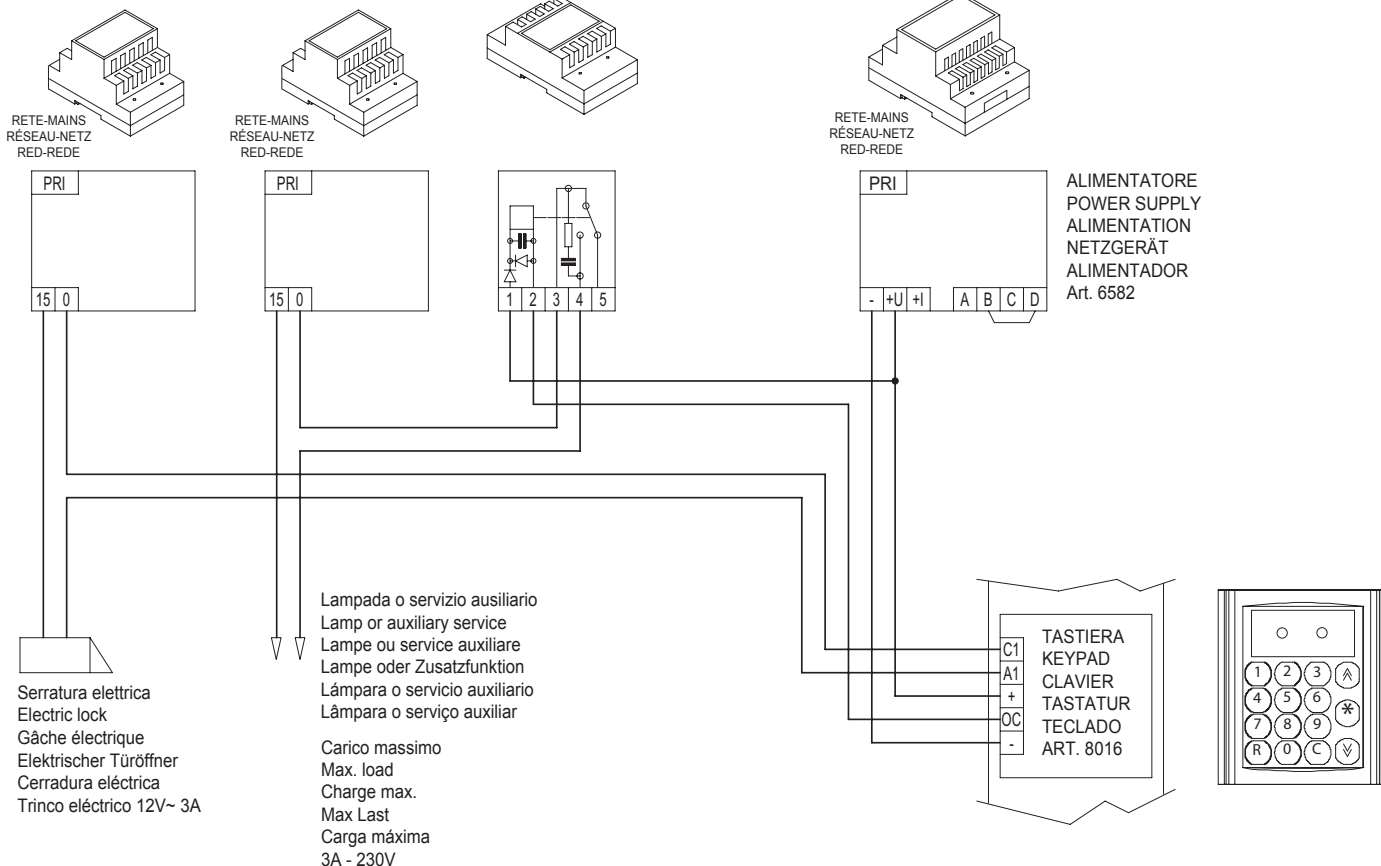 RETE-MAINS
RÉSEAU-NETZ
RED-REDE
RETE-MAINS
RÉSEAU-NETZ
RED-REDE
RETE-MAINS
RÉSEAU-NETZ
RED-REDE
PRI
15 0
PRI
15 0
1 2 3 4 5
PRI
- +U +I A B C D
ALIMENTATORE
POWER SUPPLY
ALIMENTATION
NETZGERÄT
ALIMENTADOR
Art. 6582
Serratura elettrica
Electric lock
Gâche électrique
Elektrischer Türöffner
Cerradura eléctrica
Trinco eléctrico 12V~ 3A
Lampada o servizio ausiliario
Lamp or auxiliary service
Lampe ou service auxiliare
Lampe oder Zusatzfunktion
Lámpara o servicio auxiliario
Lâmpara o serviço auxiliar
Carico massimo
Max. load
Charge max.
Max Last
Carga máxima
3A - 230V
C1
A1
+
OC
-
TASTIERA
KEYPAD
CLAVIER
TASTATUR
TECLADO
ART. 8016
1 2 3
4 5 6 *
7 8 9
R 0 C